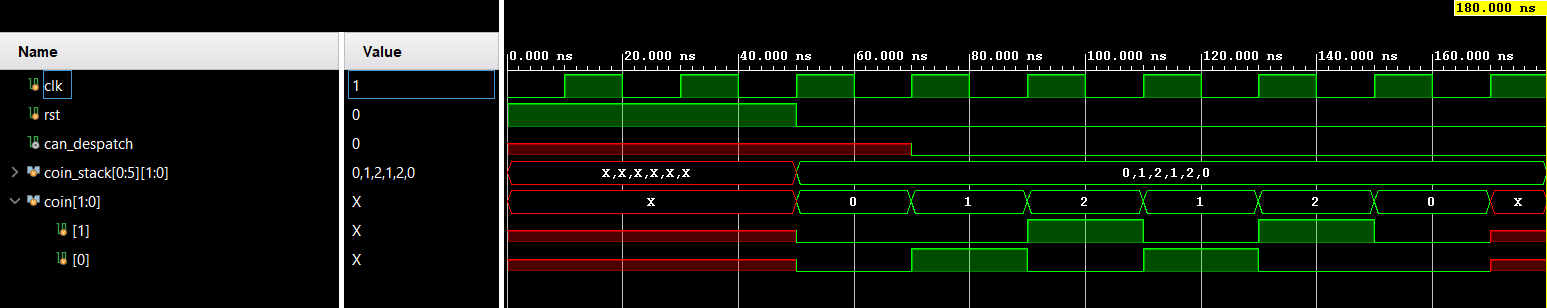 180.000 ns
Name Value
0.000 ns 20.000 ns 40.000 ns 60.000 ns 80.000 ns 100.000 ns 120.000 ns 140.000 ns 160.000 ns
clk 1
rst 0
can_despatch 0
coin_stack[0:5][1:0] 0,1,2,1,2,0 X,X,X,X,X,X 0,1,2,1,2,0
coin[1:0] X X 0 1 2 1 2 0 X
[1] X
[0] X